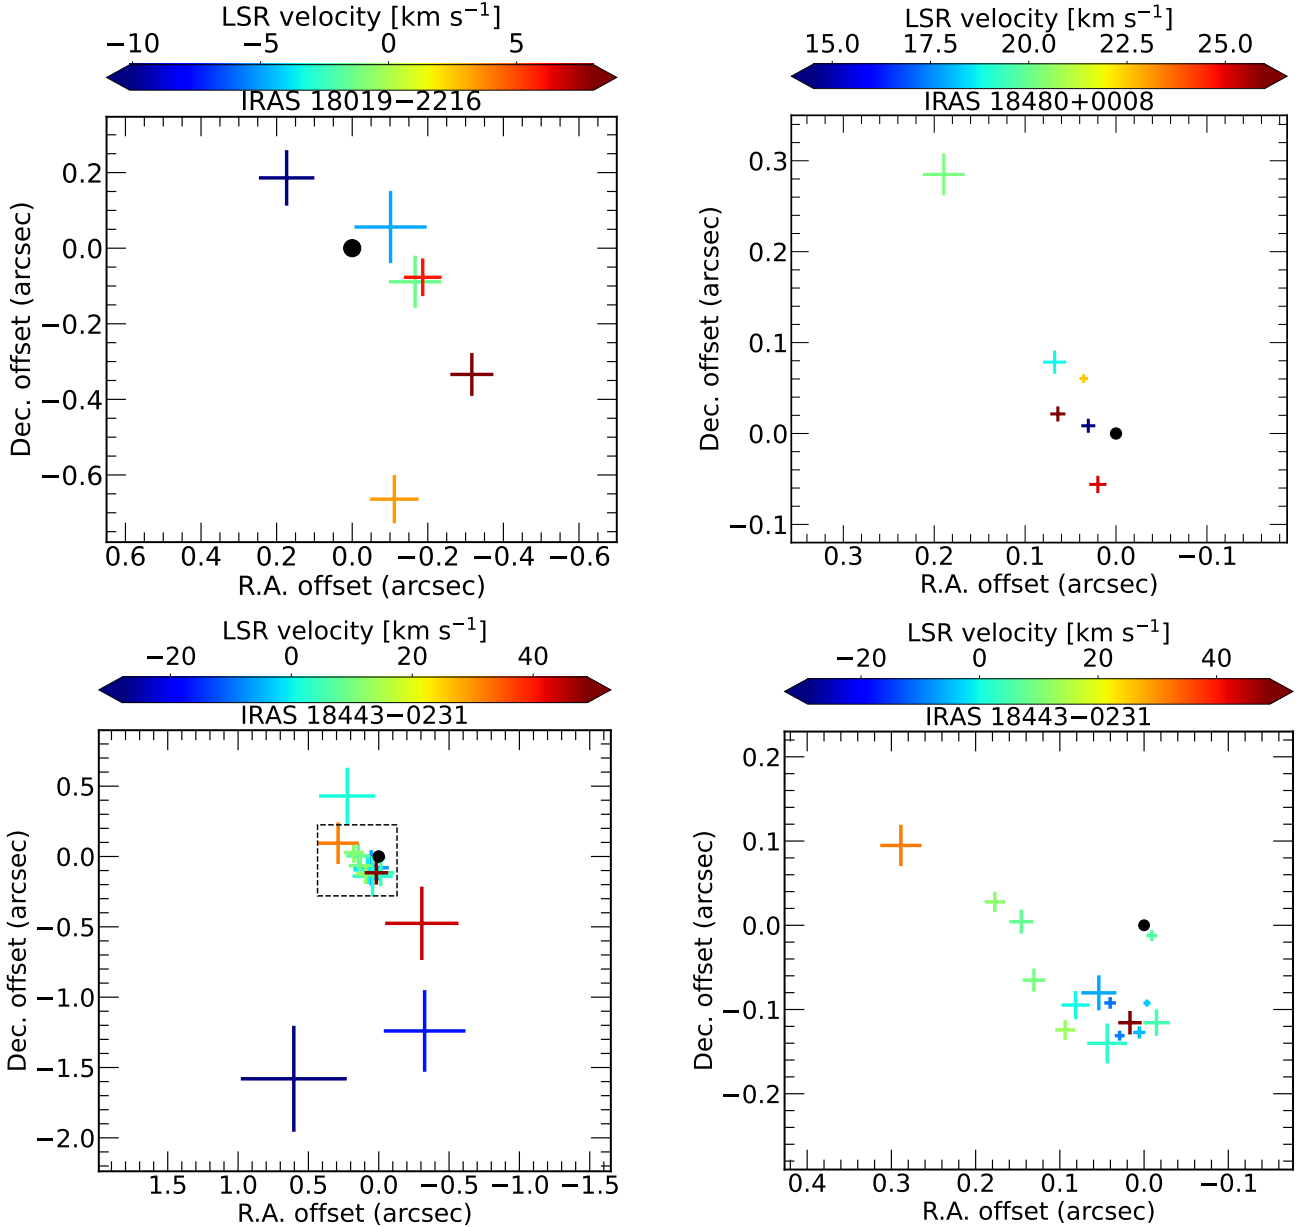 LSR velocity [km s⁻¹]
−10 −5 0 5
IRAS 18019−2216
0.2
0.0
−0.2
−0.4
−0.6
Dec. offset (arcsec)
0.6 0.4 0.2 0.0 −0.2 −0.4 −0.6
R.A. offset (arcsec)
LSR velocity [km s⁻¹]
15.0 17.5 20.0 22.5 25.0
IRAS 18480+0008
0.3
0.2
0.1
0.0
−0.1
Dec. offset (arcsec)
0.3 0.2 0.1 0.0 −0.1
R.A. offset (arcsec)
LSR velocity [km s⁻¹]
−20 0 20 40
IRAS 18443−0231
0.5
0.0
−0.5
−1.0
−1.5
−2.0
Dec. offset (arcsec)
1.5 1.0 0.5 0.0 −0.5 −1.0 −1.5
R.A. offset (arcsec)
LSR velocity [km s⁻¹]
−20 0 20 40
IRAS 18443−0231
0.2
0.1
0.0
−0.1
−0.2
Dec. offset (arcsec)
0.4 0.3 0.2 0.1 0.0 −0.1
R.A. offset (arcsec)